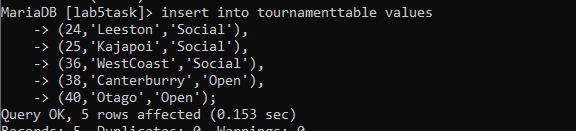 MariaDB [lab5task]> insert into tournamenttable values
-> (24,'Leeston','Social'),
-> (25,'Kajapoi','Social'),
-> (36,'WestCoast','Social'),
-> (38,'Canterburry','Open'),
-> (40,'Otago','Open');
Query OK, 5 rows affected (0.153 sec)
Records: 5  Duplicates: 0  Warnings: 0